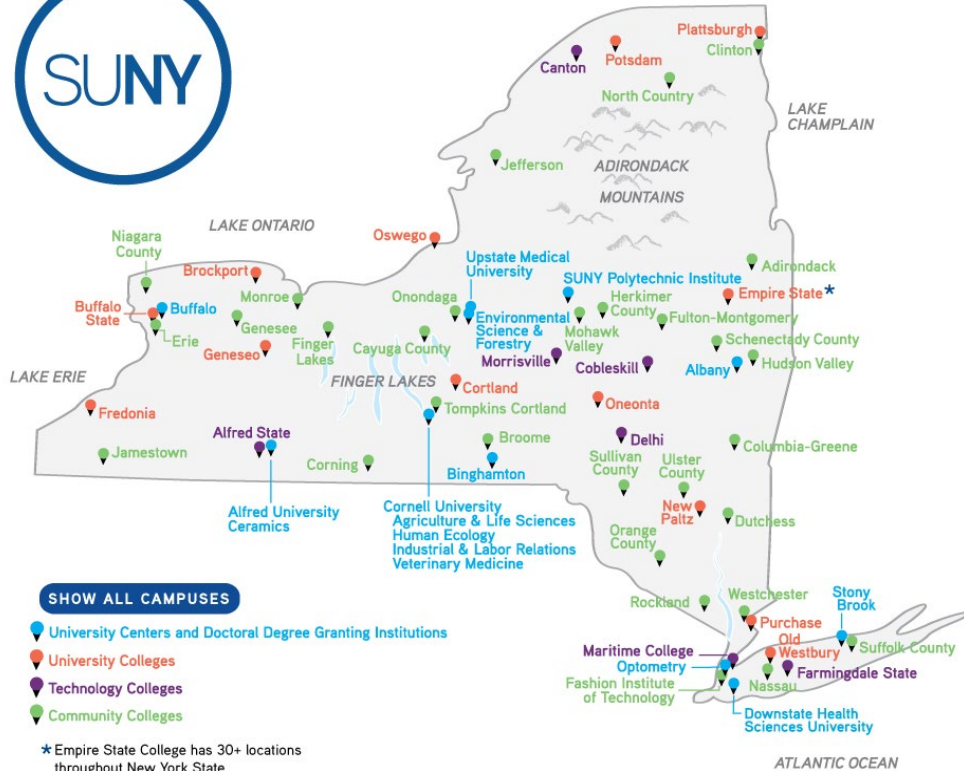 SUNY
Plattsburgh
Clinton
Potsdam
Canton
North Country
LAKE
CHAMPLAIN
Jefferson
ADIRONDACK
MOUNTAINS
LAKE ONTARIO
Oswego
Niagara
County
Upstate Medical
University
Adirondack
Brockport
SUNY Polytechnic Institute
Monroe
Onondaga
Herkimer
County
Empire State*
Buffalo
State
Buffalo
Environmental
Science &
Forestry
Mohawk
Valley
Fulton-Montgomery
Erie
Genesee
Geneseo
Finger
Lakes
Cayuga County
Morrisville
Cobleskill
Schenectady County
Albany
Hudson Valley
LAKE ERIE
FINGER LAKES
Cortland
Oneonta
Fredonia
Tompkins Cortland
Alfred State
Broome
Delhi
Columbia-Greene
Jamestown
Corning
Binghamton
Sullivan
County
Ulster
County
Alfred University
Ceramics
Cornell University
Agriculture & Life Sciences
Human Ecology
Industrial & Labor Relations
Veterinary Medicine
New
Paltz
Dutchess
Orange
County
SHOW ALL CAMPUSES
University Centers and Doctoral Degree Granting Institutions
University Colleges
Technology Colleges
Community Colleges
*Empire State College has 30+ locations
throughout New York State
Rockland
Westchester
Stony
Brook
Purchase
Old
Westbury
Suffolk County
Maritime College
Optometry
Fashion Institute
of Technology
Nassau
Farmingdale State
Downstate Health
Sciences University
ATLANTIC OCEAN